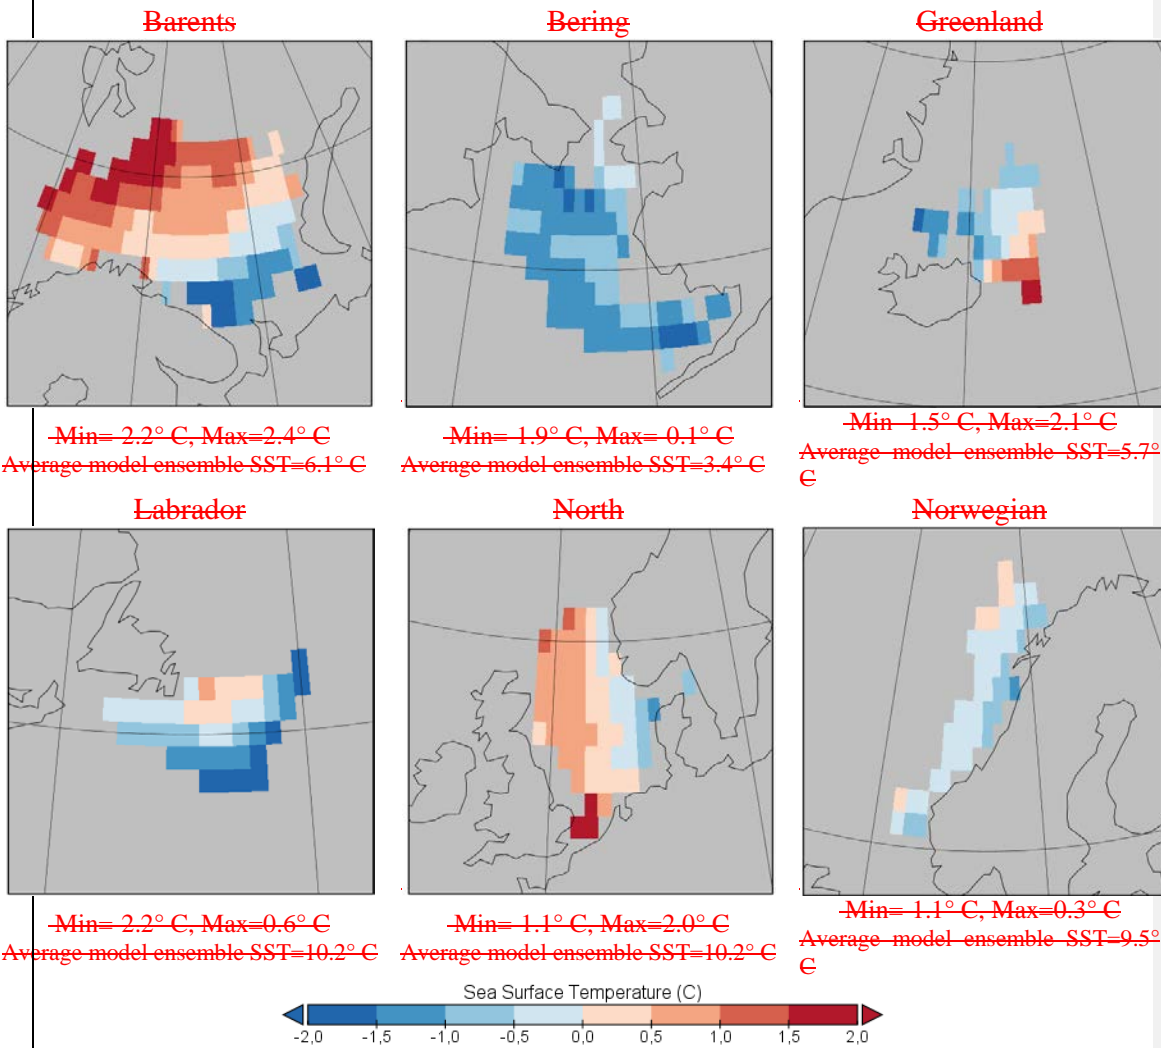 Barents
Bering
Greenland
Min=-2.2° C, Max=2.4° C
Average model ensemble SST=6.1° C
Min=-1.9° C, Max=-0.1° C
Average model ensemble SST=3.4° C
Min -1.5° C, Max=2.1° C
Average model ensemble SST=5.7°
C
Labrador
North
Norwegian
Min=-2.2° C, Max=0.6° C
Average model ensemble SST=10.2° C
Min=-1.1° C, Max=2.0° C
Average model ensemble SST=10.2° C
Min=-1.1° C, Max=0.3° C
Average model ensemble SST=9.5°
C
Sea Surface Temperature (C)
-2,0 -1,5 -1,0 -0,5 0,0 0,5 1,0 1,5 2,0